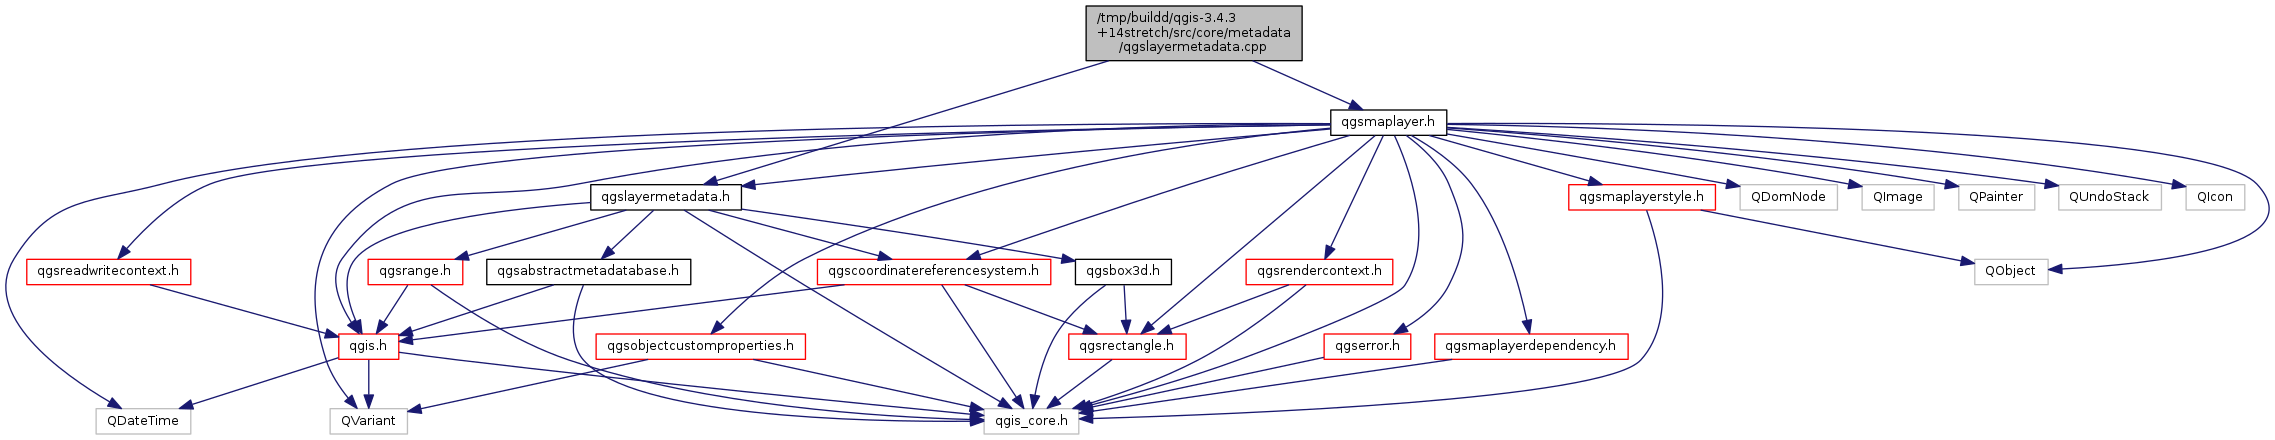 /tmp/buildd/qgis-3.4.3
+14stretch/src/core/metadata
/qgslayermetadata.cpp
qgsmaplayer.h
qgslayermetadata.h
qgsmaplayerstyle.h
QDomNode
QImage
QPainter
QUndoStack
QIcon
qgsreadwritecontext.h
qgsrange.h
qgsabstractmetadatabase.h
qgscoordinatereferencesystem.h
qgsbox3d.h
qgsrendercontext.h
QObject
qgis.h
qgsobjectcustomproperties.h
qgsrectangle.h
qgserror.h
qgsmaplayerdependency.h
QDateTime
QVariant
qgis_core.h